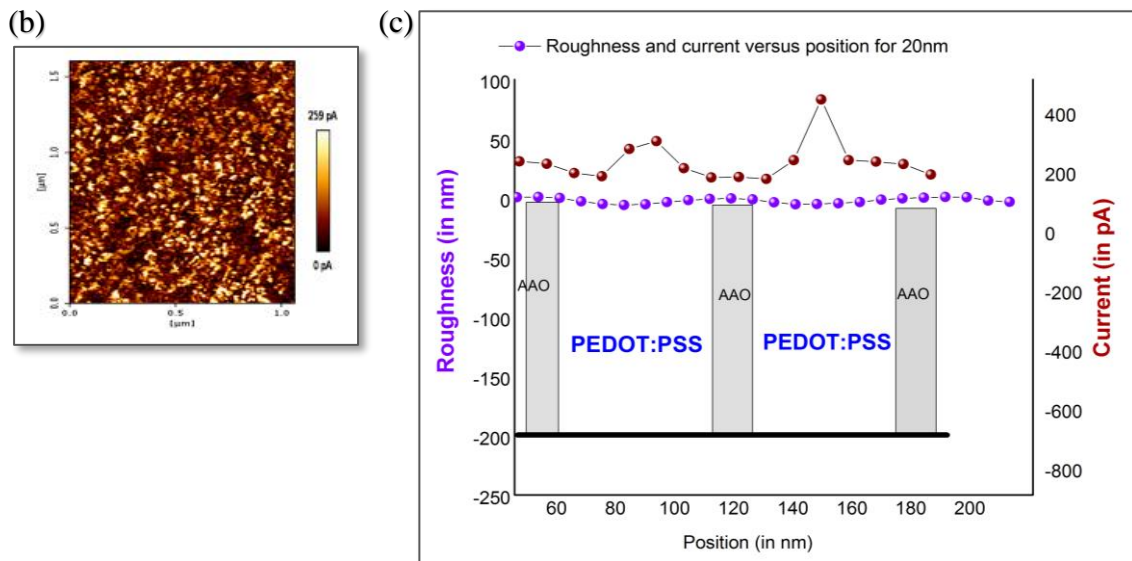 (b)
1.5
1.0
0.5
0.0
[µm]
0.0
0.5
1.0
[µm]
259 pA
0 pA
(c)
Roughness and current versus position for 20nm
100
50
0
-50
-100
-150
-200
-250
Roughness (in nm)
AAO
AAO
AAO
PEDOT:PSS
PEDOT:PSS
60
80
100
120
140
160
180
200
Position (in nm)
400
200
0
-200
-400
-600
-800
Current (in pA)